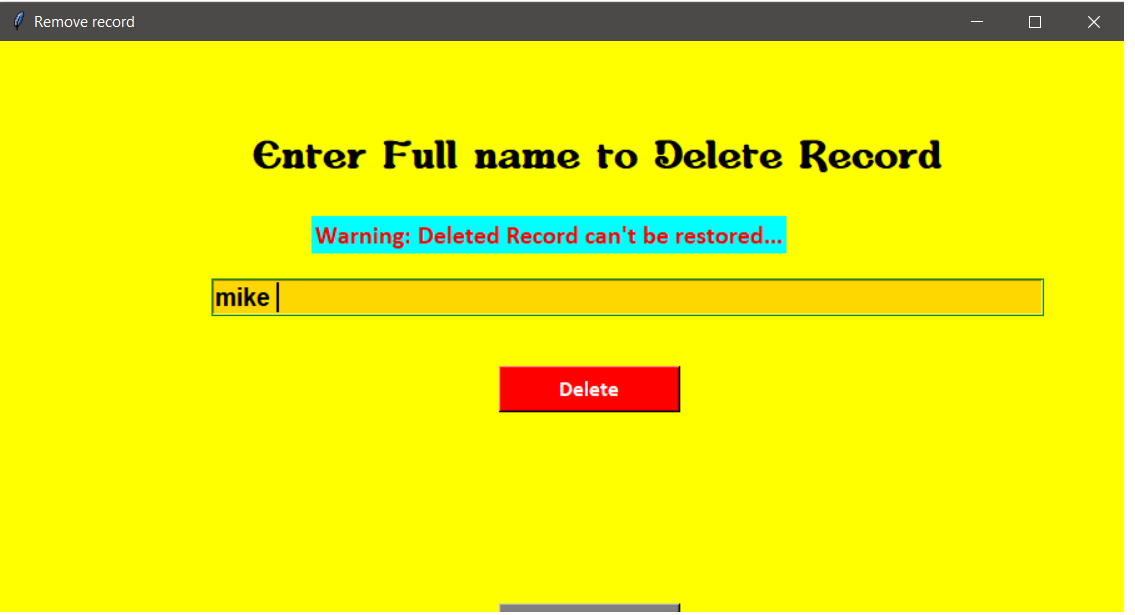 Remove record
Enter Full name to Delete Record
Warning: Deleted Record can't be restored...
mike
Delete